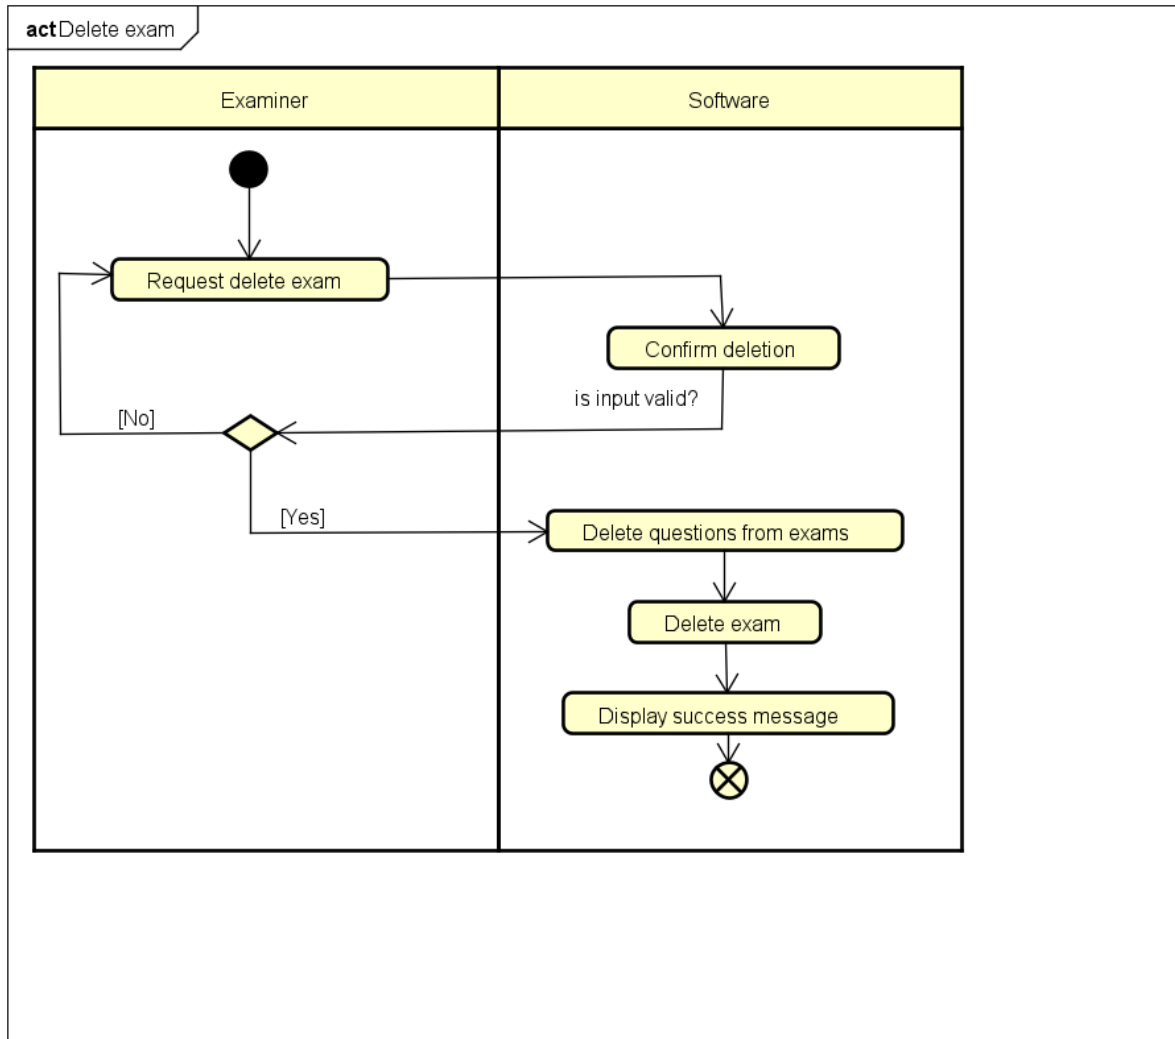 act Delete exam
Examiner
Software
Request delete exam
Confirm deletion
is input valid?
[No]
[Yes]
Delete questions from exams
Delete exam
Display success message